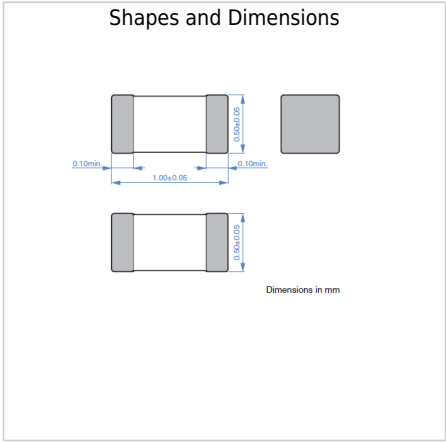 Shapes and Dimensions
0.50±0.05
0.10min.
0.10min.
1.00±0.05
0.50±0.05
Dimensions in mm